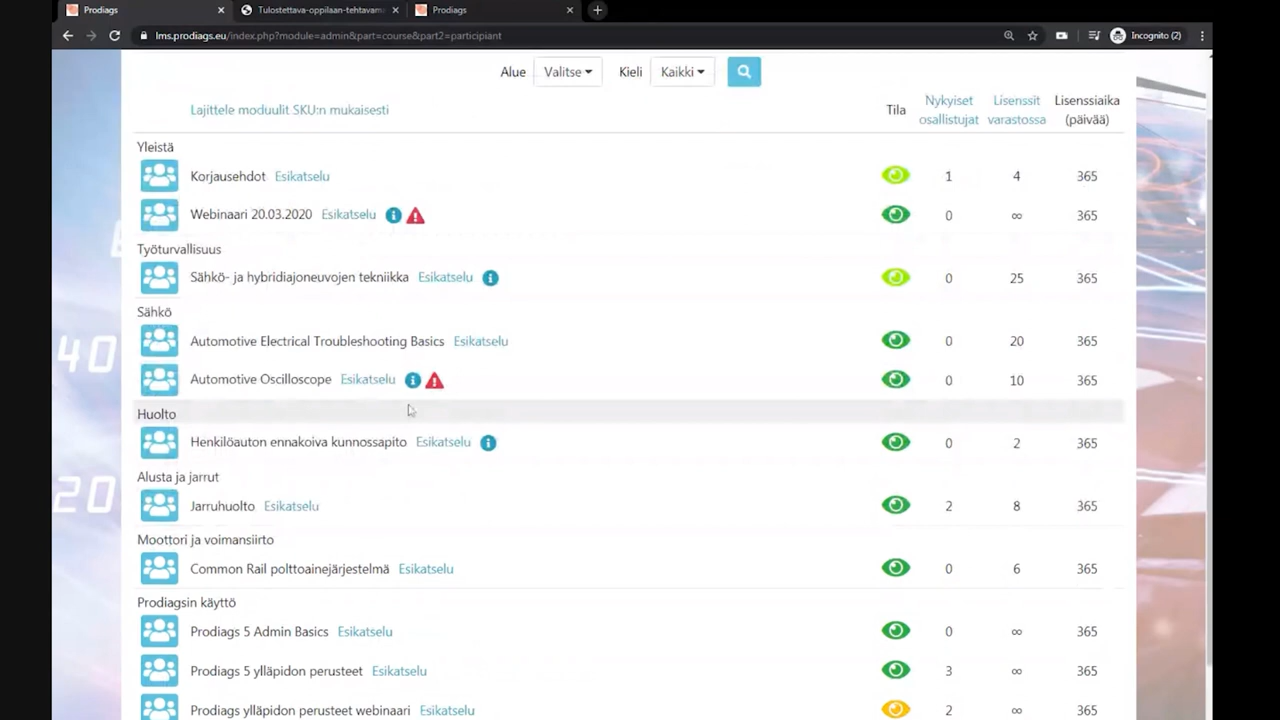 Prodiags
Tulostettava-oppilaan-tehtavam
Prodiags
lms.prodiags.eu/index.php?module=admin&part=course&part2=participiant
Incognito (2)
Alue Valitse Kieli Kaikki
Lajittele moduulit SKU:n mukaisesti Tila Nykyiset osallistujat Lisenssit varastossa Lisenssiaika (päivää)
Yleistä
Korjausehdot Esikatselu 1 4 365
Webinaari 20.03.2020 Esikatselu 0 ∞ 365
Työturvallisuus
Sähkö- ja hybridiajoneuvojen tekniikka Esikatselu 0 25 365
Sähkö
Automotive Electrical Troubleshooting Basics Esikatselu 0 20 365
Automotive Oscilloscope Esikatselu 0 10 365
Huolto
Henkilöauton ennakoiva kunnossapito Esikatselu 0 2 365
Alusta ja jarrut
Jarruhuolto Esikatselu 2 8 365
Moottori ja voimansiirto
Common Rail polttoainejärjestelmä Esikatselu 0 6 365
Prodiagsin käyttö
Prodiags 5 Admin Basics Esikatselu 0 ∞ 365
Prodiags 5 ylläpidon perusteet Esikatselu 3 ∞ 365
Prodiags ylläpidon perusteet webinaari Esikatselu 2 ∞ 365
40
20